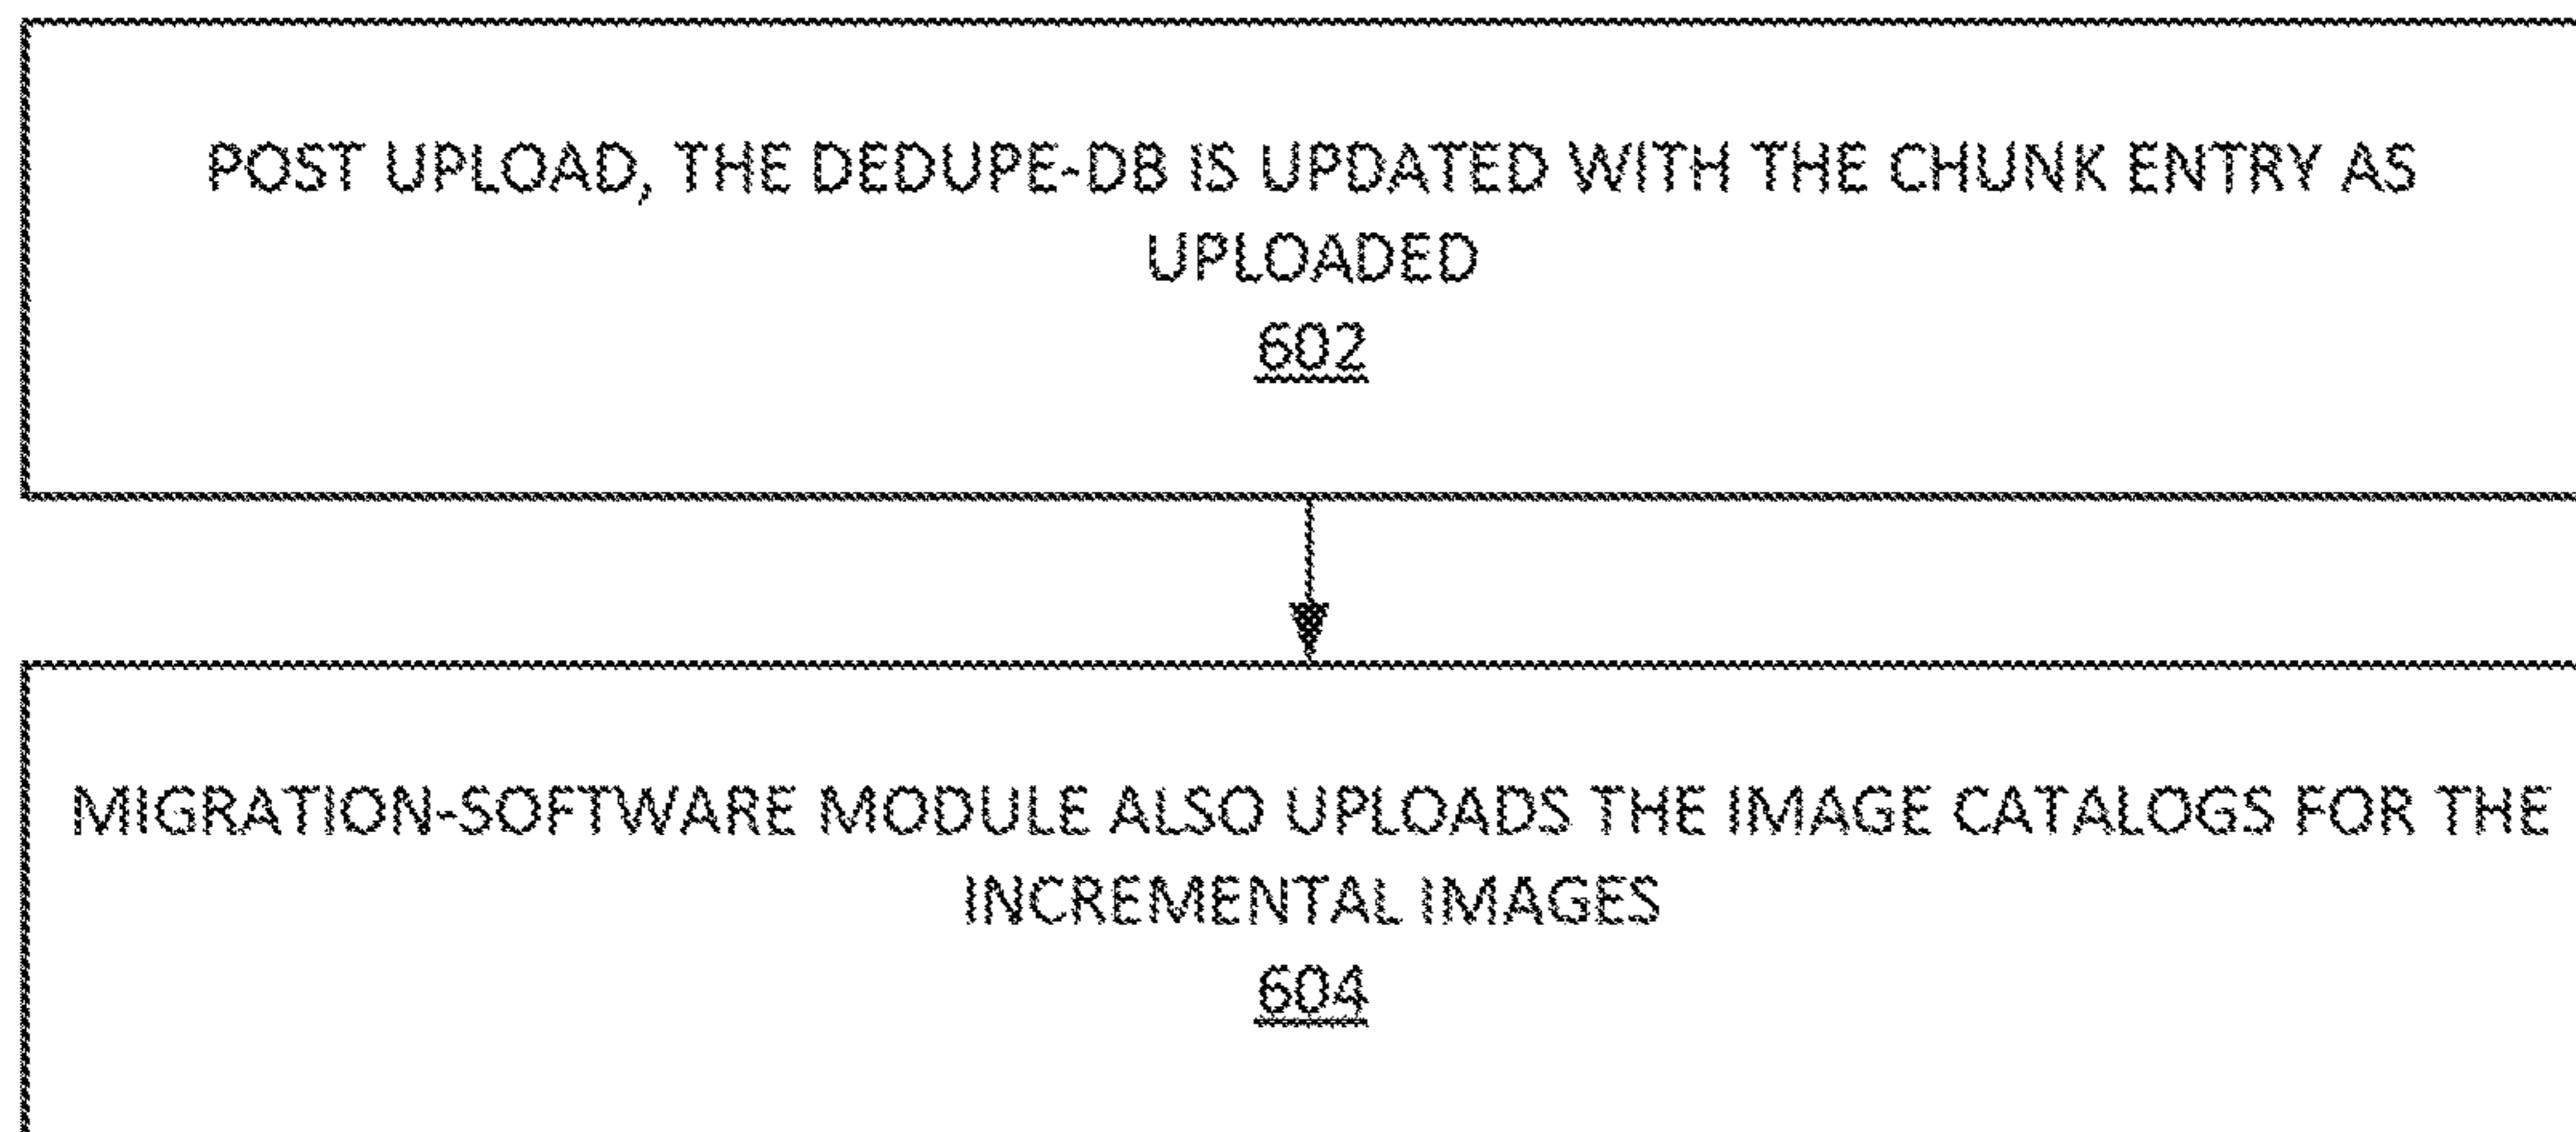 POST UPLOAD, THE DEDUPE-DB IS UPDATED WITH THE CHUNK ENTRY AS
UPLOADED
602
MIGRATION-SOFTWARE MODULE ALSO UPLOADS THE IMAGE CATALOGS FOR THE
INCREMENTAL IMAGES
604